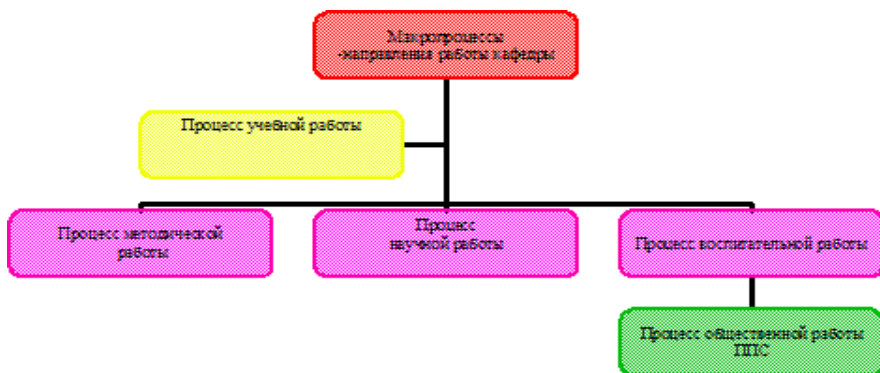 Макропроцессы
-направления работы кафедры
Процесс учебной работы
Процесс методической
работы
Процесс
научной работы
Процесс воспитательной работы
Процесс общественной работы
ППС